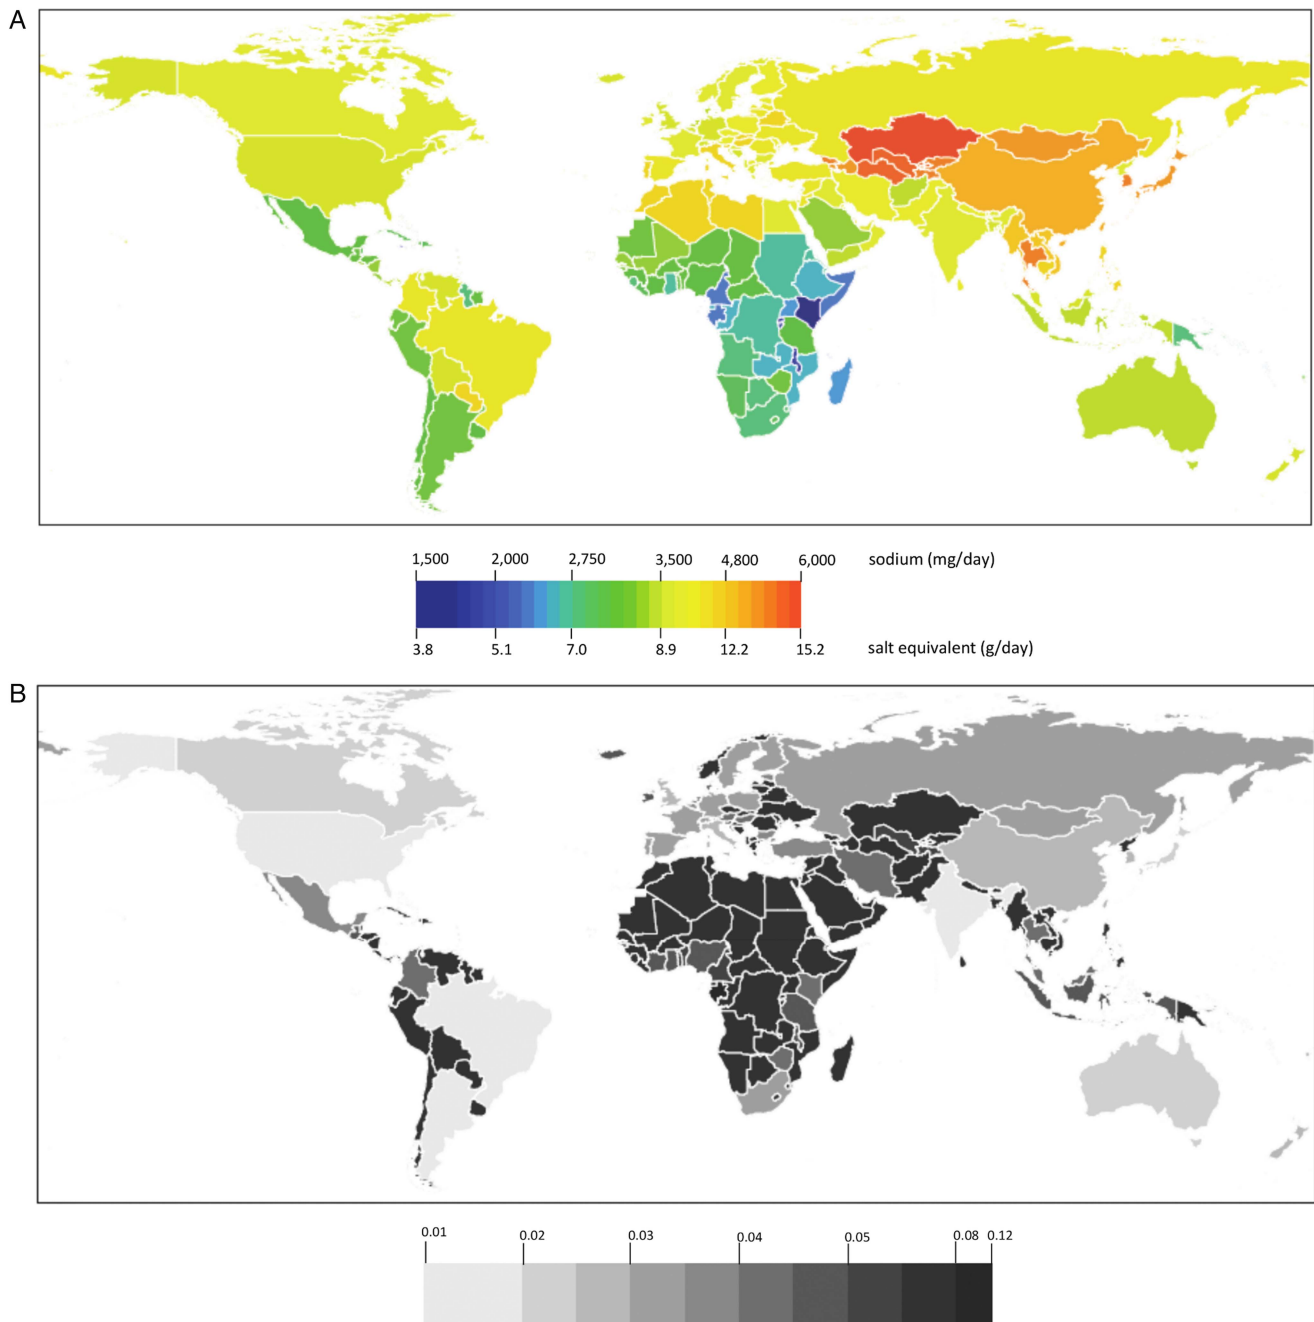 A
1,500 2,000 2,750 3,500 4,800 6,000 sodium (mg/day)
3.8 5.1 7.0 8.9 12.2 15.2 salt equivalent (g/day)
B
0.01 0.02 0.03 0.04 0.05 0.08 0.12